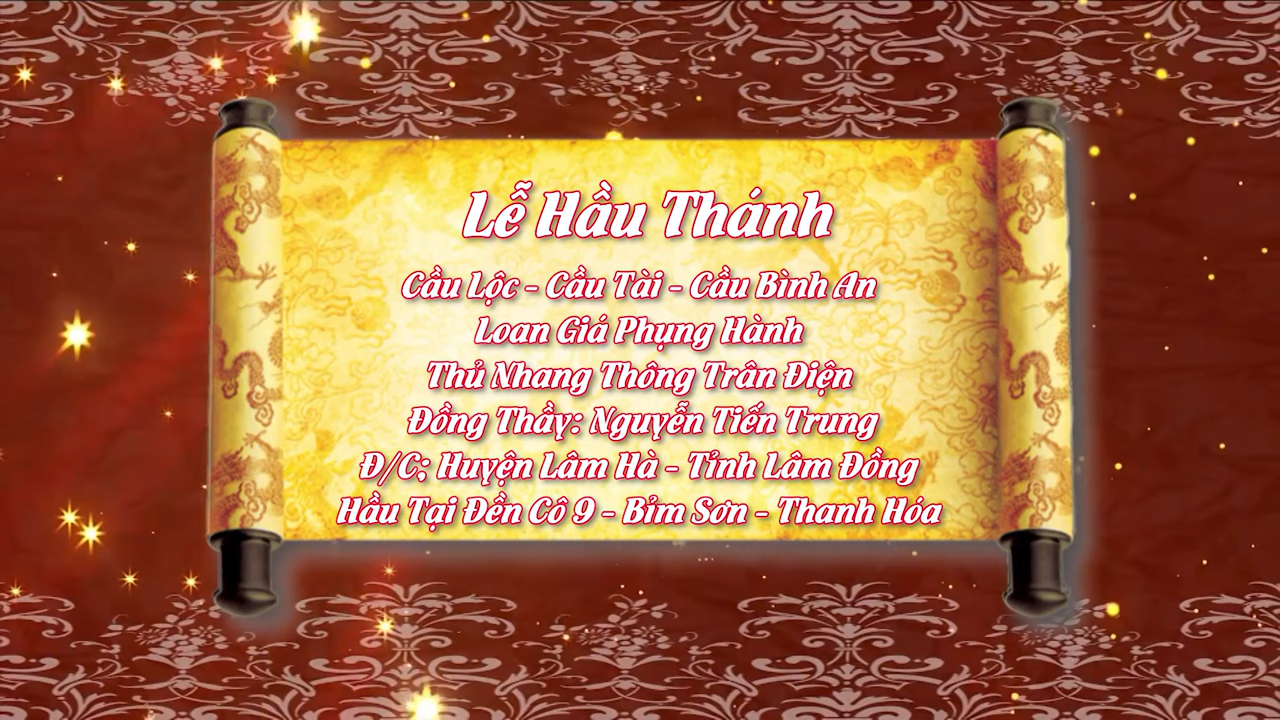 Lễ Hầu Thánh
Cầu Lộc - Cầu Tài - Cầu Bình An
Loan Giá Phụng Hành
Thủ Nhang Thông Trân Điện
Đồng Thầy: Nguyễn Tiến Trung
Đ/C; Huyện Lâm Hà - Tỉnh Lâm Đồng
Hầu Tại Đền Cô 9 - Bỉm Sơn - Thanh Hóa